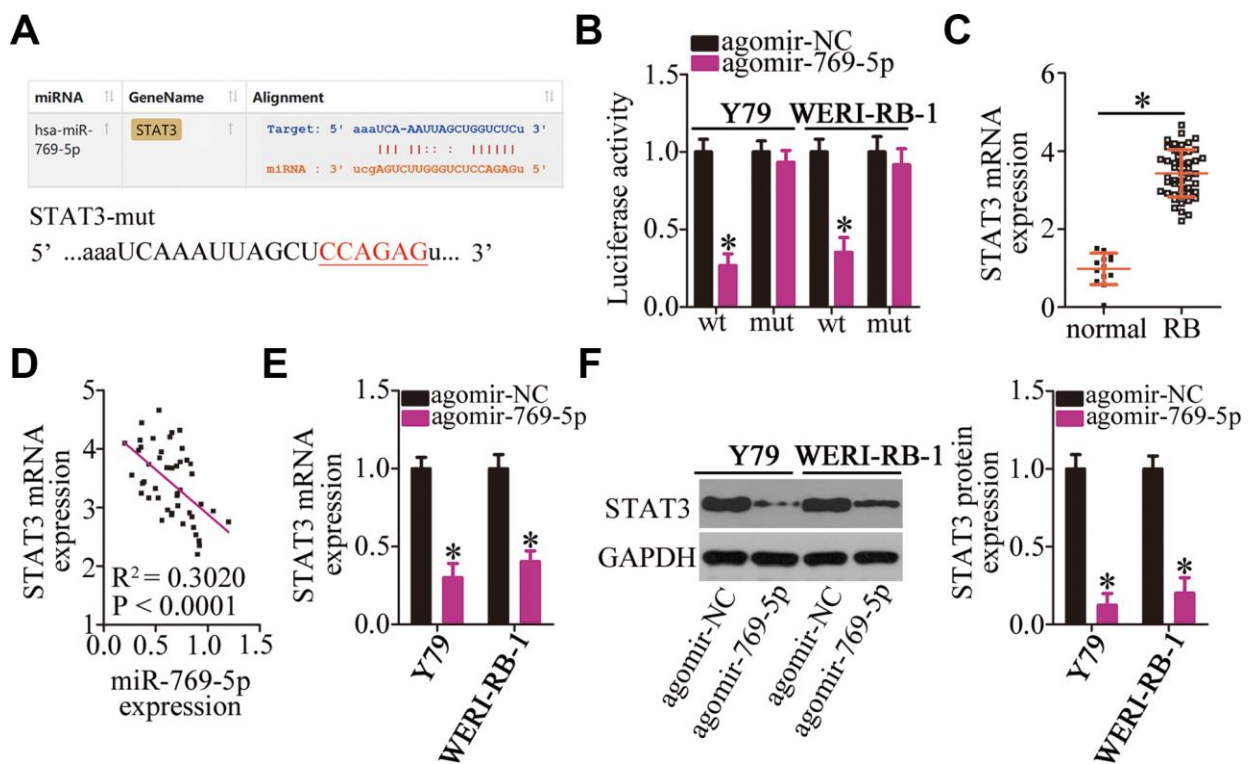 A
miRNA GeneName Alignment
hsa-miR-
769-5p
STAT3
Target: 5' aaaUCA-AAUUAGCUGGUCUCu 3'
||| ||:: : ||||||
miRNA : 3' ucgAGUCUUGGGUCUCCAGAGu 5'
STAT3-mut
5’ ...aaaUCAAAUUAGCUCCAGAGu... 3’
B
agomir-NC
agomir-769-5p
Luciferase activity
1.5
1.0
0.5
0.0
Y79 WERI-RB-1
* *
wt mut wt mut
C
STAT3 mRNA
expression
6
4
2
0
*
normal RB
D
STAT3 mRNA
expression
5
4
3
2
1
R² = 0.3020
P < 0.0001
0.0 0.5 1.0 1.5
miR-769-5p
expression
E
agomir-NC
agomir-769-5p
STAT3 mRNA
expression
1.5
1.0
0.5
0.0
* *
Y79
WERI-RB-1
F
Y79 WERI-RB-1
STAT3
GAPDH
agomir-NC
agomir-769-5p
agomir-NC
agomir-769-5p
agomir-NC
agomir-769-5p
STAT3 protein
expression
1.5
1.0
0.5
0.0
* *
Y79
WERI-RB-1